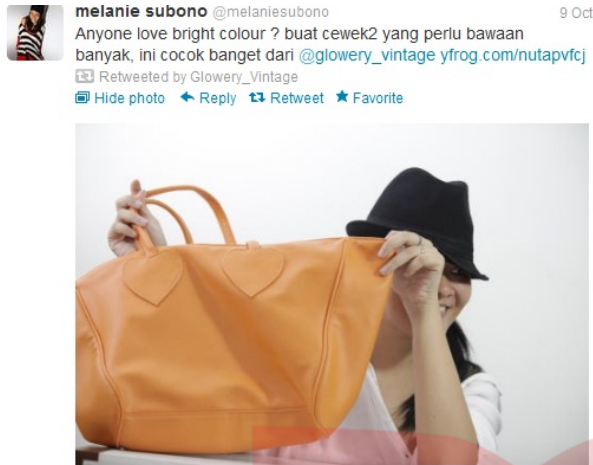 melanie subono @melaniesubono 9 Oct
Anyone love bright colour ? buat cewek2 yang perlu bawaan
banyak, ini cocok banget dari @glowery_vintage yfrog.com/nutapvfcj
Retweeted by Glowery_Vintage
Hide photo Reply Retweet Favorite